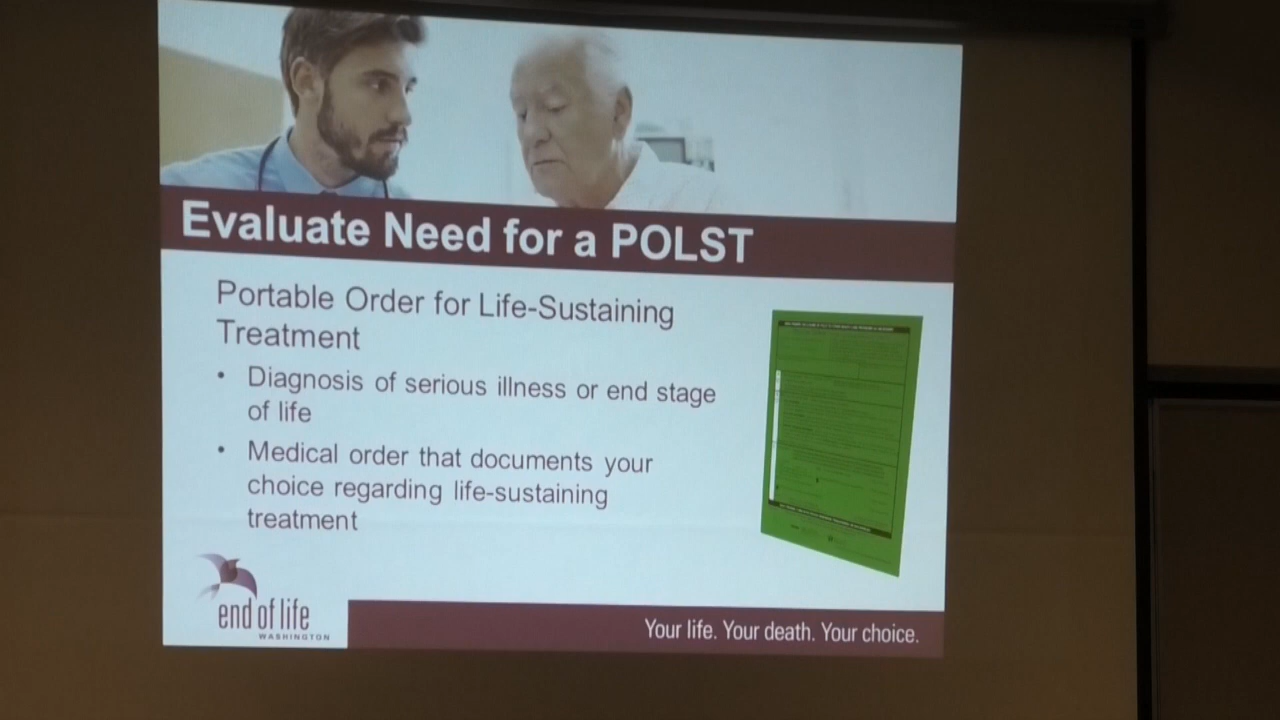 Evaluate Need for a POLST
Portable Order for Life-Sustaining
Treatment
• Diagnosis of serious illness or end stage
of life
• Medical order that documents your
choice regarding life-sustaining
treatment
end of life
WASHINGTON
Your life. Your death. Your choice.